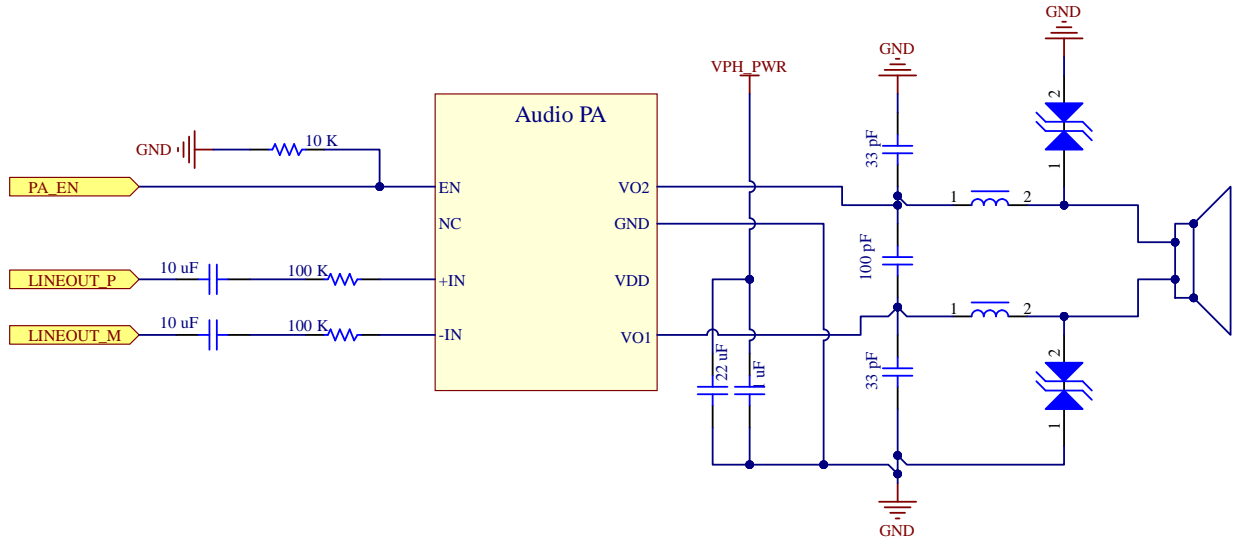 GND
GND
VPH_PWR
2
Audio PA
33 pF
GND
10 K
1
PA_EN
EN
VO2
1
2
NC
GND
100 pF
10 uF
100 K
LINEOUT_P
+IN
VDD
1
2
10 uF
100 K
LINEOUT_M
-IN
VO1
2
22 uF
1 uF
33 pF
1
GND